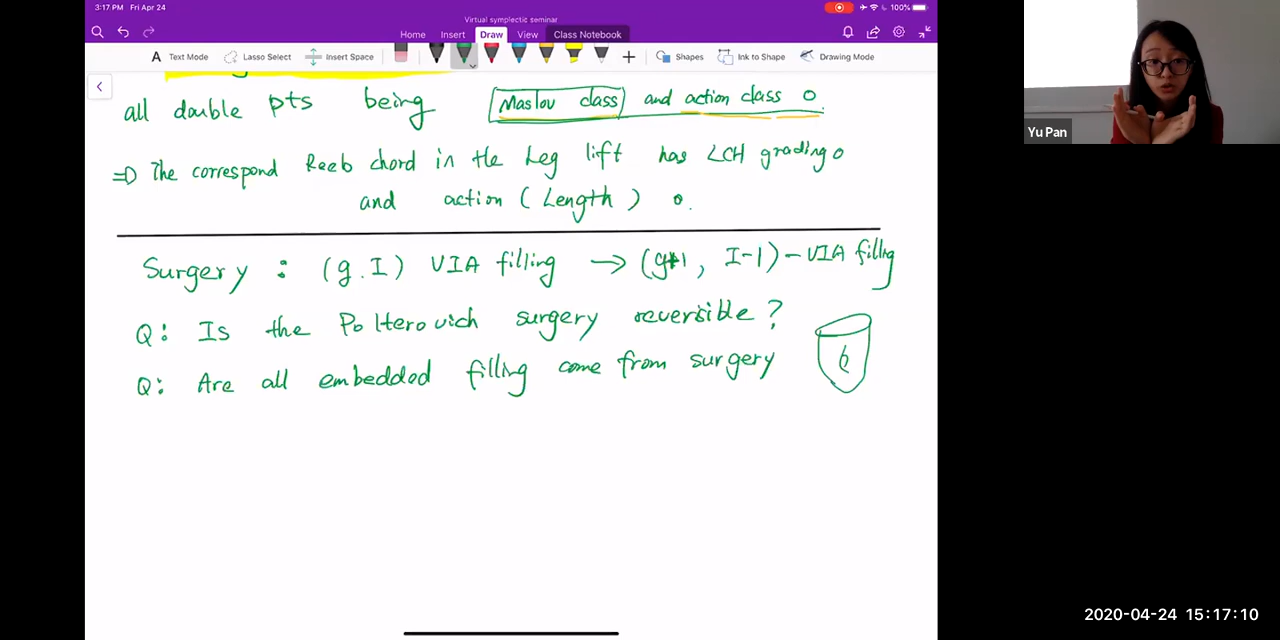 3:17 PM Fri Apr 24
100%
Virtual symplectic seminar
Home Insert Draw View Class Notebook
Text Mode Lasso Select Insert Space Shapes Ink to Shape Drawing Mode
all double pts being Maslov class and action class 0.
⇒ The correspond Reeb chord in the Leg lift has LCH grading 0
and action (Length) 0.
Surgery : (g. I) VIA filling → (g+1, I-1) - VIA filling
Q: Is the Polterovich surgery reversible?
Q: Are all embedded filling come from surgery
Yu Pan
2020-04-24 15:17:10